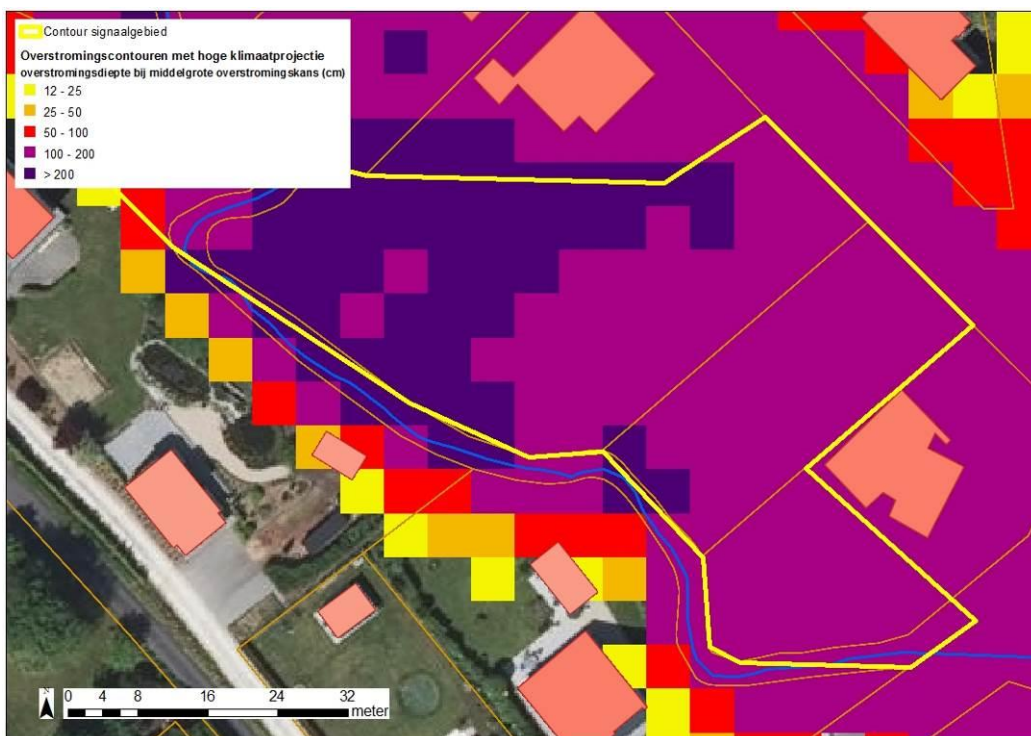 Contour signaalgebied
Overstromingscontouren met hoge klimaatprojectie
overstromingsdiepte bij middelgrote overstromingskans (cm)
12 - 25
25 - 50
50 - 100
100 - 200
> 200
N
0 4 8 16 24 32
meter